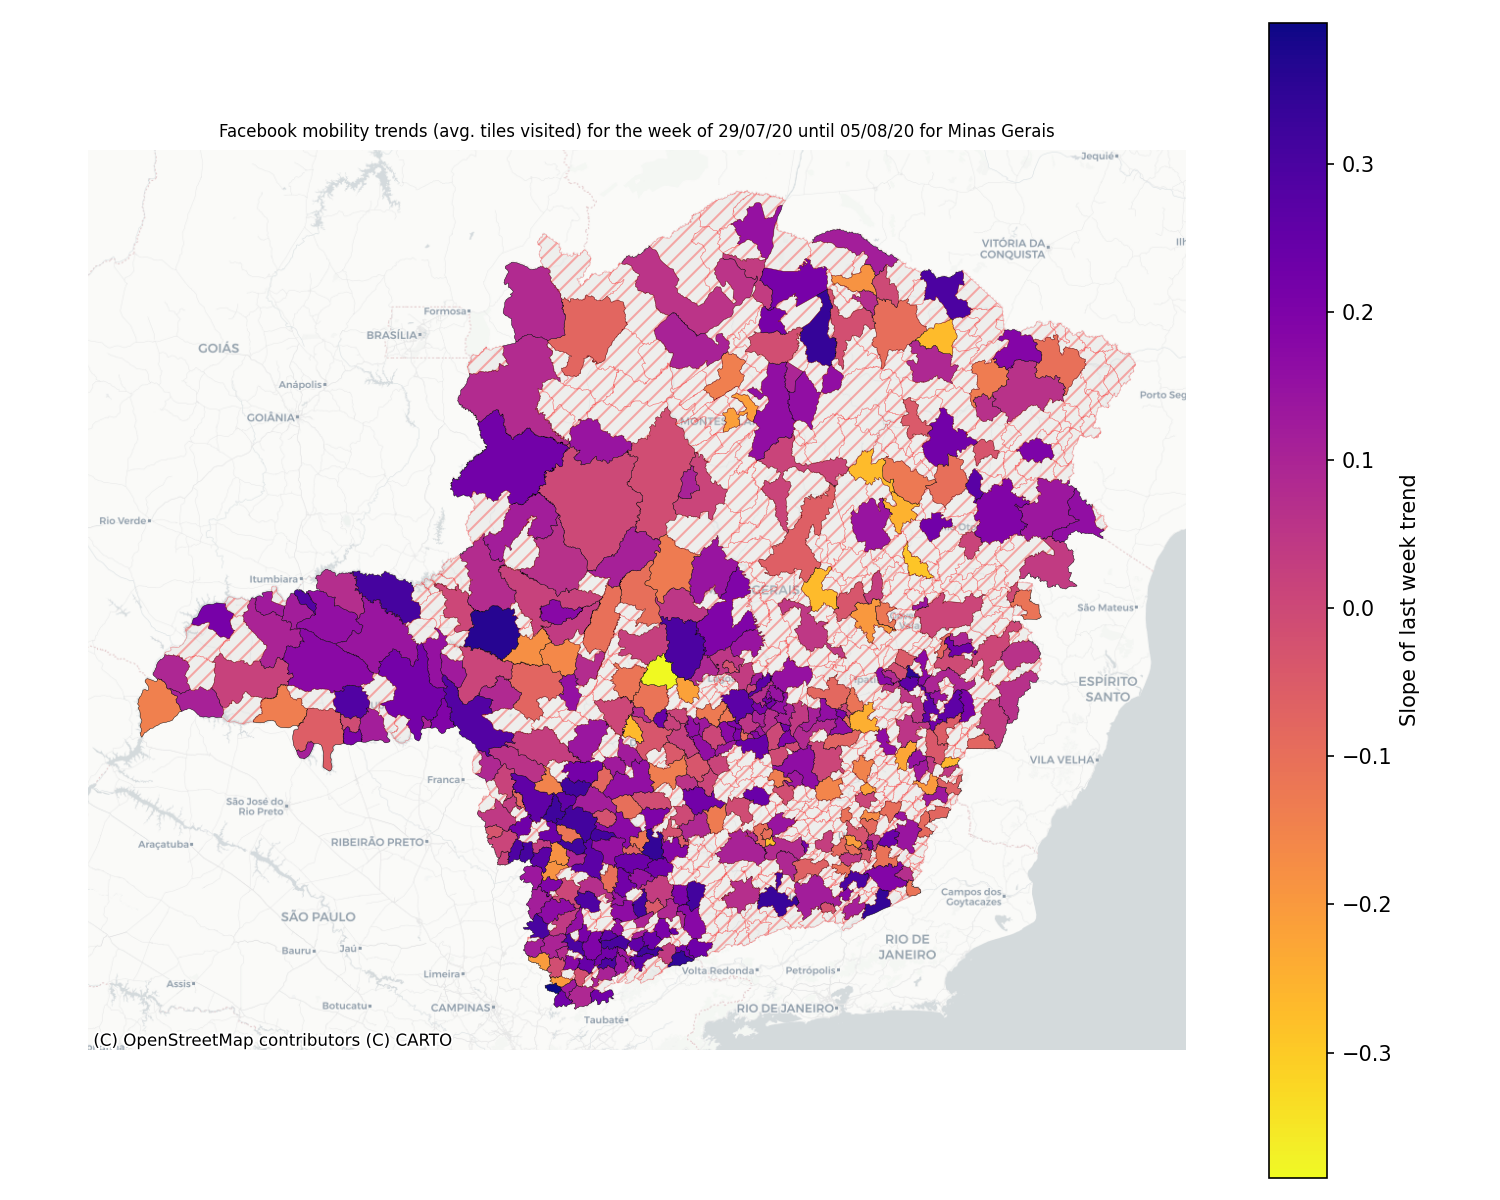 Facebook mobility trends (avg. tiles visited) for the week of 29/07/20 until 05/08/20 for Minas Gerais
Jequié
VITÓRIA DA
CONQUISTA
Ilh
Formosa
BRASÍLIA
GOIÁS
Anápolis
Porto Seg
GOIÂNIA
MONTES
Rio Verde
Itumbiara
GERAIS
São Mateus
ESPÍRITO
SANTO
VILA VELHA
Franca
São José do
Rio Preto
RIBEIRÃO PRETO
Araçatuba
Campos dos
Goytacazes
SÃO PAULO
RIO DE
JANEIRO
Bauru
Jaú
Limeira
Volta Redonda
Petrópolis
Assis
Botucatu
CAMPINAS
RIO DE JANEIRO
Taubaté
(C) OpenStreetMap contributors (C) CARTO
0.3
0.2
0.1
0.0
−0.1
−0.2
−0.3
Slope of last week trend